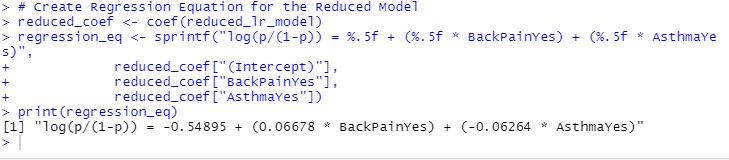 > # Create Regression Equation for the Reduced Model
> reduced_coef <- coef(reduced_lr_model)
> regression_eq <- sprintf("log(p/(1-p)) = %.5f + (%.5f * BackPainYes) + (%.5f * AsthmaYe
s)",
+            reduced_coef["(Intercept)"],
+            reduced_coef["BackPainYes"],
+            reduced_coef["AsthmaYes"])
> print(regression_eq)
[1] "log(p/(1-p)) = -0.54895 + (0.06678 * BackPainYes) + (-0.06264 * AsthmaYes)"
>